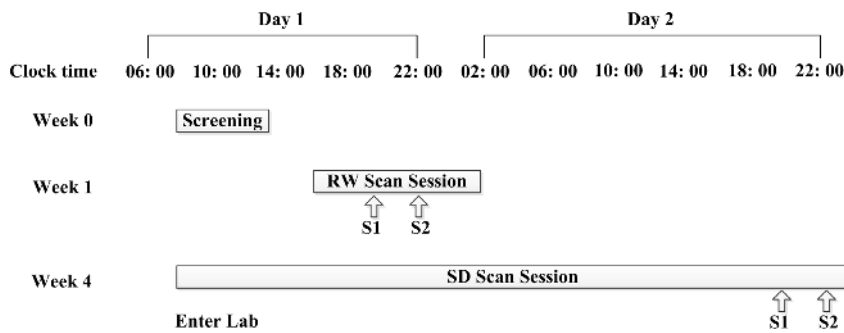 Day 1 Day 2
Clock time 06: 00 10: 00 14: 00 18: 00 22: 00 02: 00 06: 00 10: 00 14: 00 18: 00 22: 00
Week 0 Screening
Week 1 RW Scan Session
S1 S2
Week 4 SD Scan Session
Enter Lab S1 S2